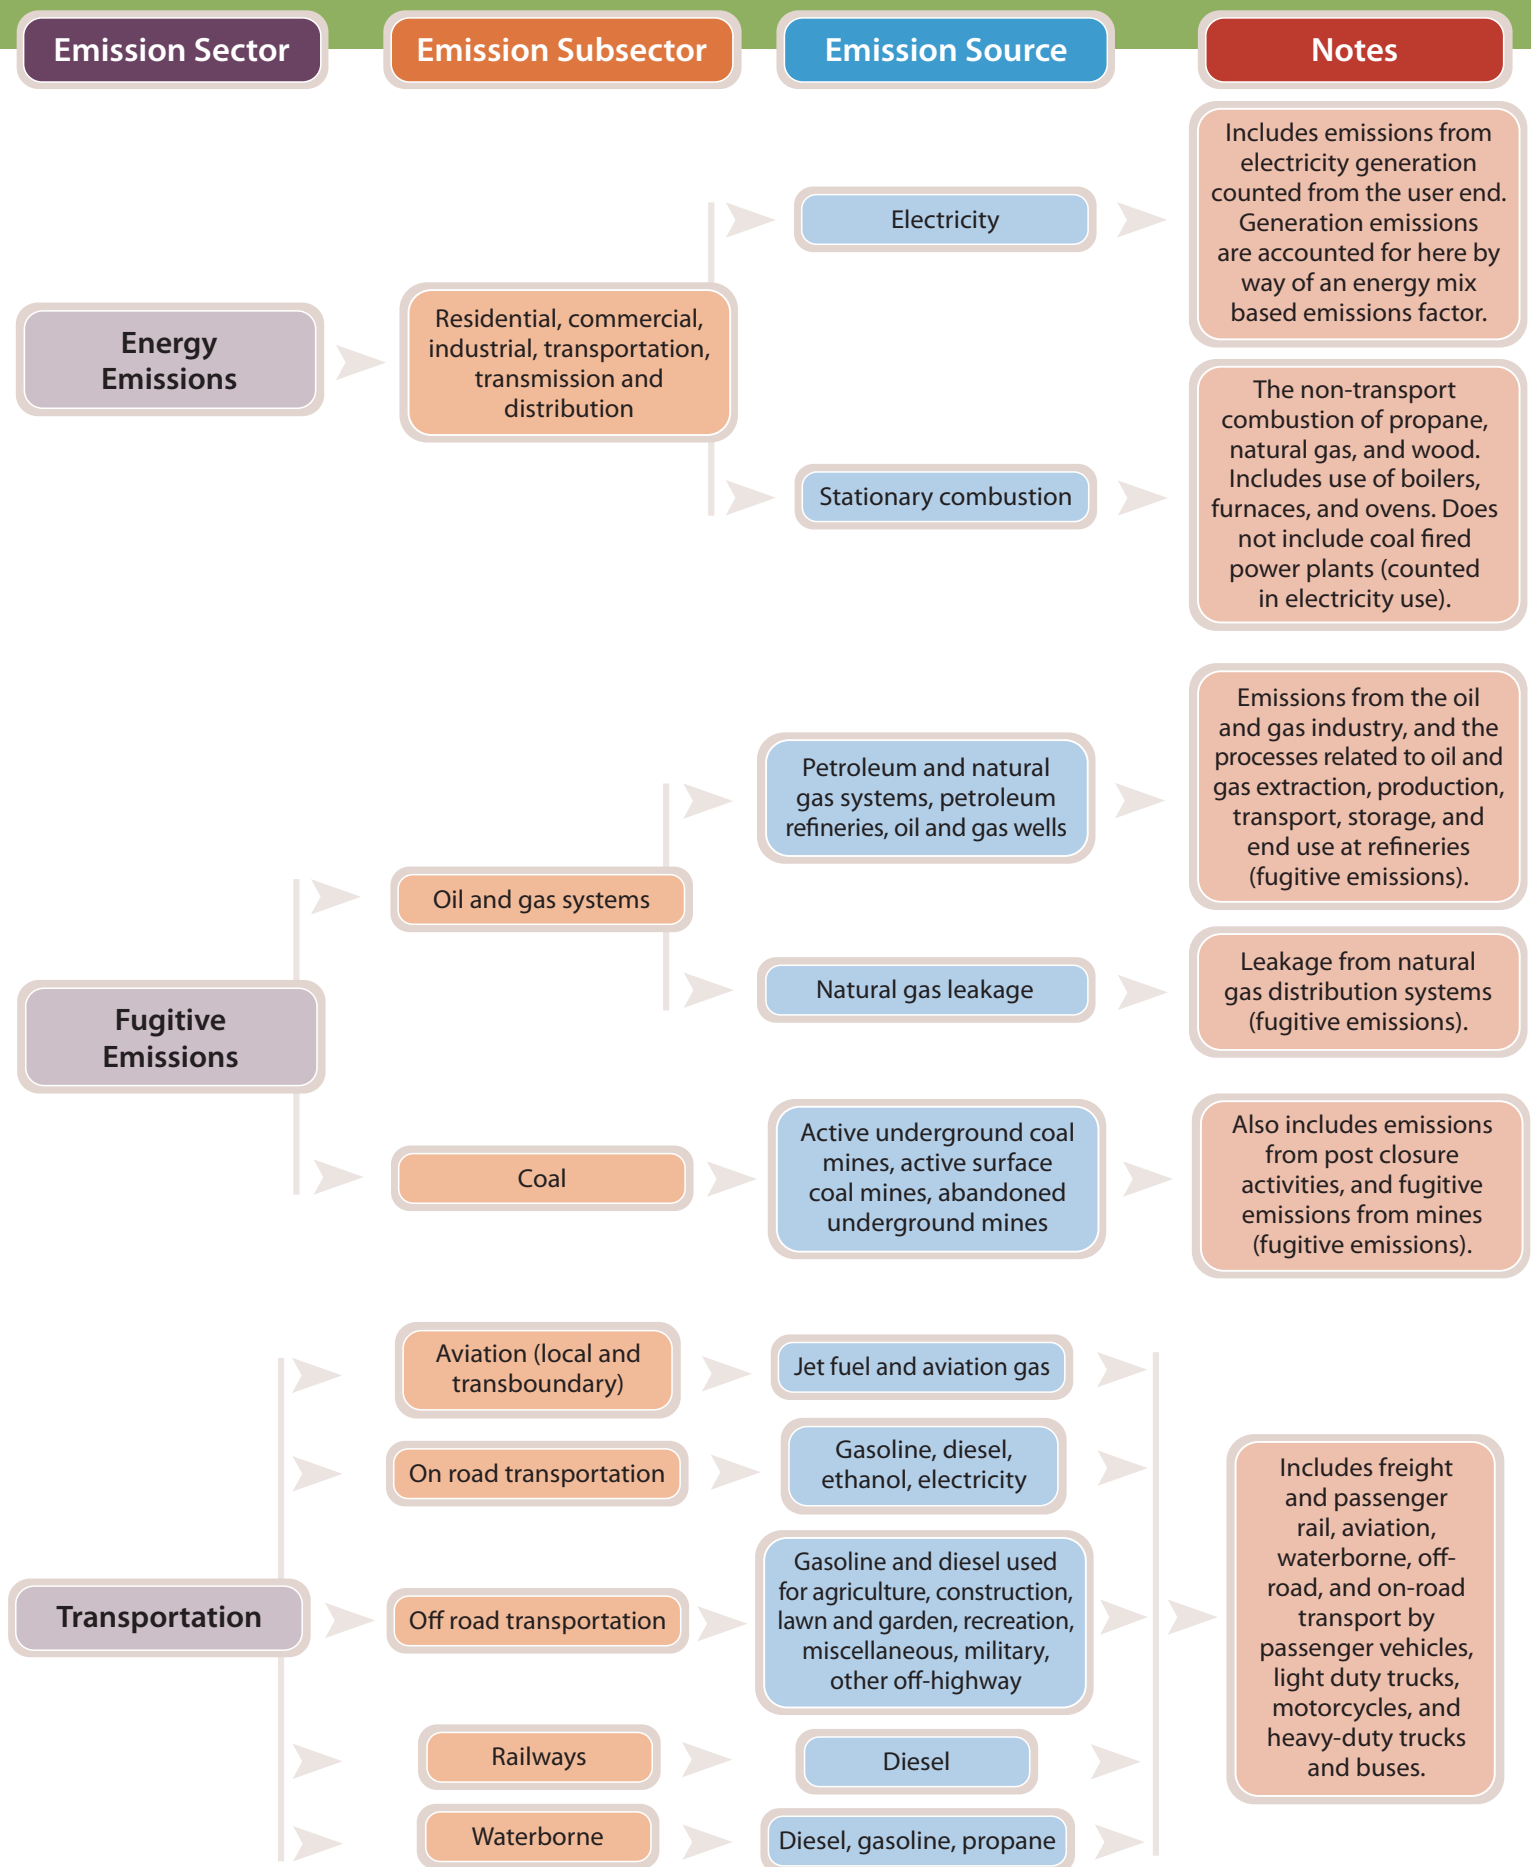 Emission Sector
Emission Subsector
Emission Source
Notes
Energy
Emissions
Residential, commercial,
industrial, transportation,
transmission and
distribution
Electricity
Includes emissions from
electricity generation
counted from the user end.
Generation emissions
are accounted for here by
way of an energy mix
based emissions factor.
Stationary combustion
The non-transport
combustion of propane,
natural gas, and wood.
Includes use of boilers,
furnaces, and ovens. Does
not include coal fired
power plants (counted
in electricity use).
Fugitive
Emissions
Oil and gas systems
Petroleum and natural
gas systems, petroleum
refineries, oil and gas wells
Emissions from the oil
and gas industry, and the
processes related to oil and
gas extraction, production,
transport, storage, and
end use at refineries
(fugitive emissions).
Natural gas leakage
Leakage from natural
gas distribution systems
(fugitive emissions).
Coal
Active underground coal
mines, active surface
coal mines, abandoned
underground mines
Also includes emissions
from post closure
activities, and fugitive
emissions from mines
(fugitive emissions).
Transportation
Aviation (local and
transboundary)
Jet fuel and aviation gas
On road transportation
Gasoline, diesel,
ethanol, electricity
Off road transportation
Gasoline and diesel used
for agriculture, construction,
lawn and garden, recreation,
miscellaneous, military,
other off-highway
Railways
Diesel
Waterborne
Diesel, gasoline, propane
Includes freight
and passenger
rail, aviation,
waterborne, off-
road, and on-road
transport by
passenger vehicles,
light duty trucks,
motorcycles, and
heavy-duty trucks
and buses.